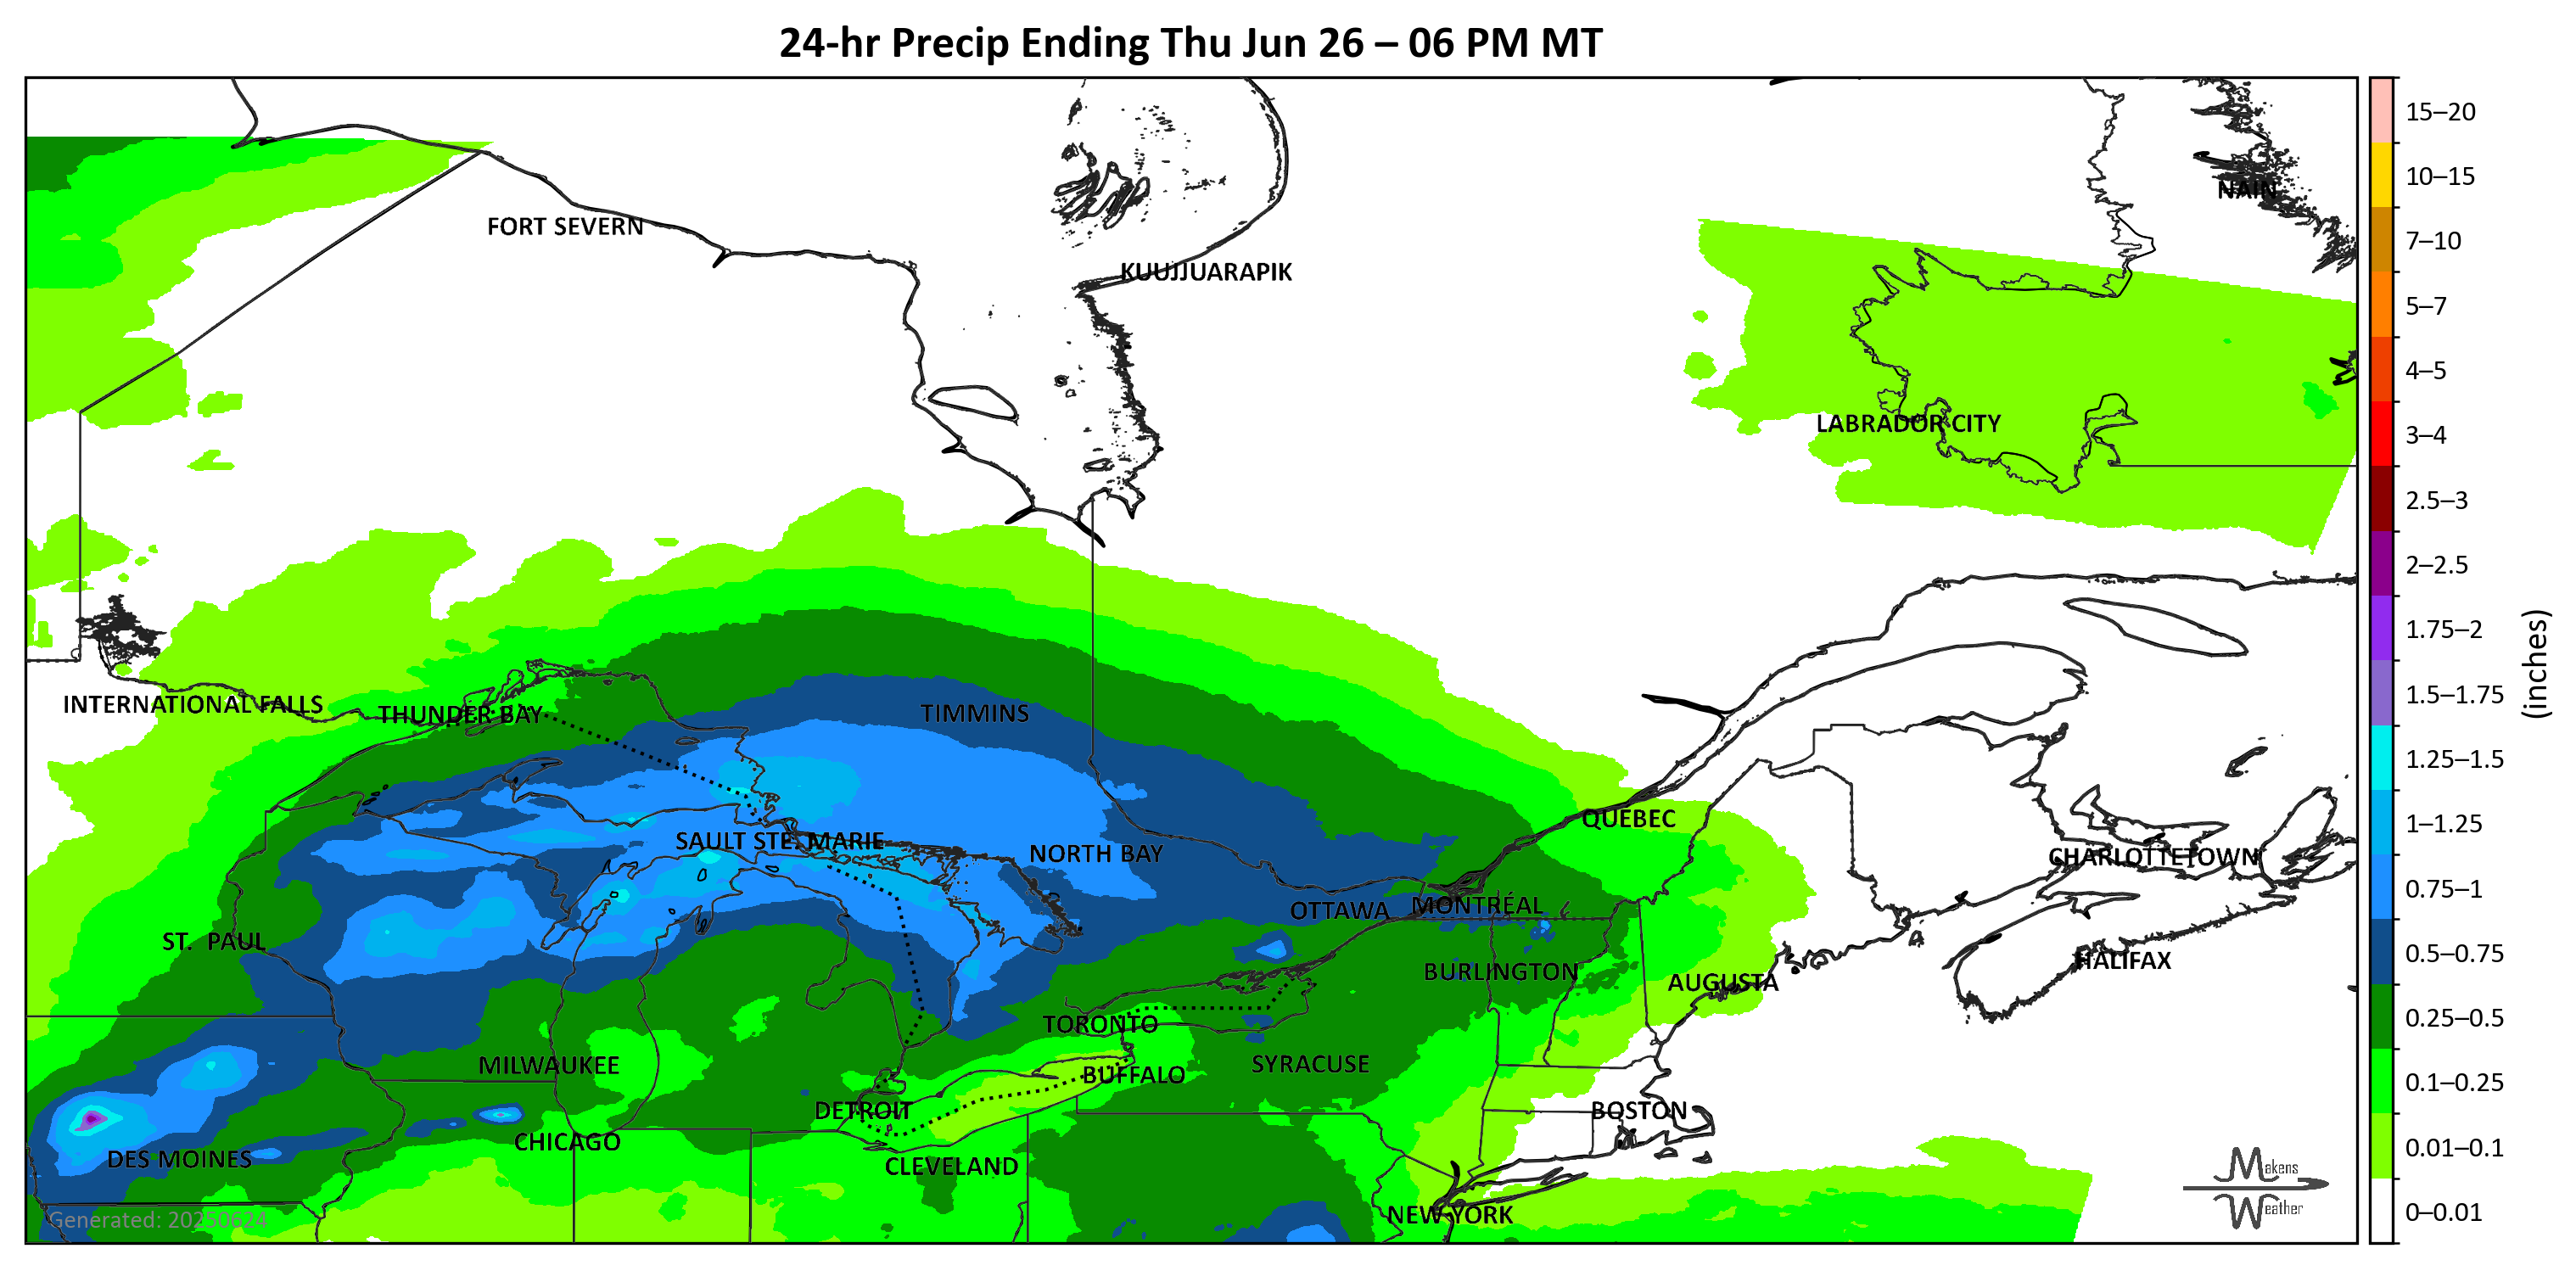 24-hr Precip Ending Thu Jun 26 – 06 PM MT
NAIN
FORT SEVERN
KUUJJUARAPIK
LABRADOR CITY
INTERNATIONAL FALLS
THUNDER BAY
TIMMINS
QUEBEC
SAULT STE. MARIE
NORTH BAY
CHARLOTTETOWN
OTTAWA
MONTRÉAL
ST. PAUL
HALIFAX
BURLINGTON
AUGUSTA
TORONTO
MILWAUKEE
SYRACUSE
BUFFALO
DETROIT
BOSTON
CHICAGO
DES MOINES
CLEVELAND
NEW YORK
Generated: 20250624
Makens
Weather
15–20
10–15
7–10
5–7
4–5
3–4
2.5–3
2–2.5
1.75–2
1.5–1.75
1.25–1.5
1–1.25
0.75–1
0.5–0.75
0.25–0.5
0.1–0.25
0.01–0.1
0–0.01
(inches)